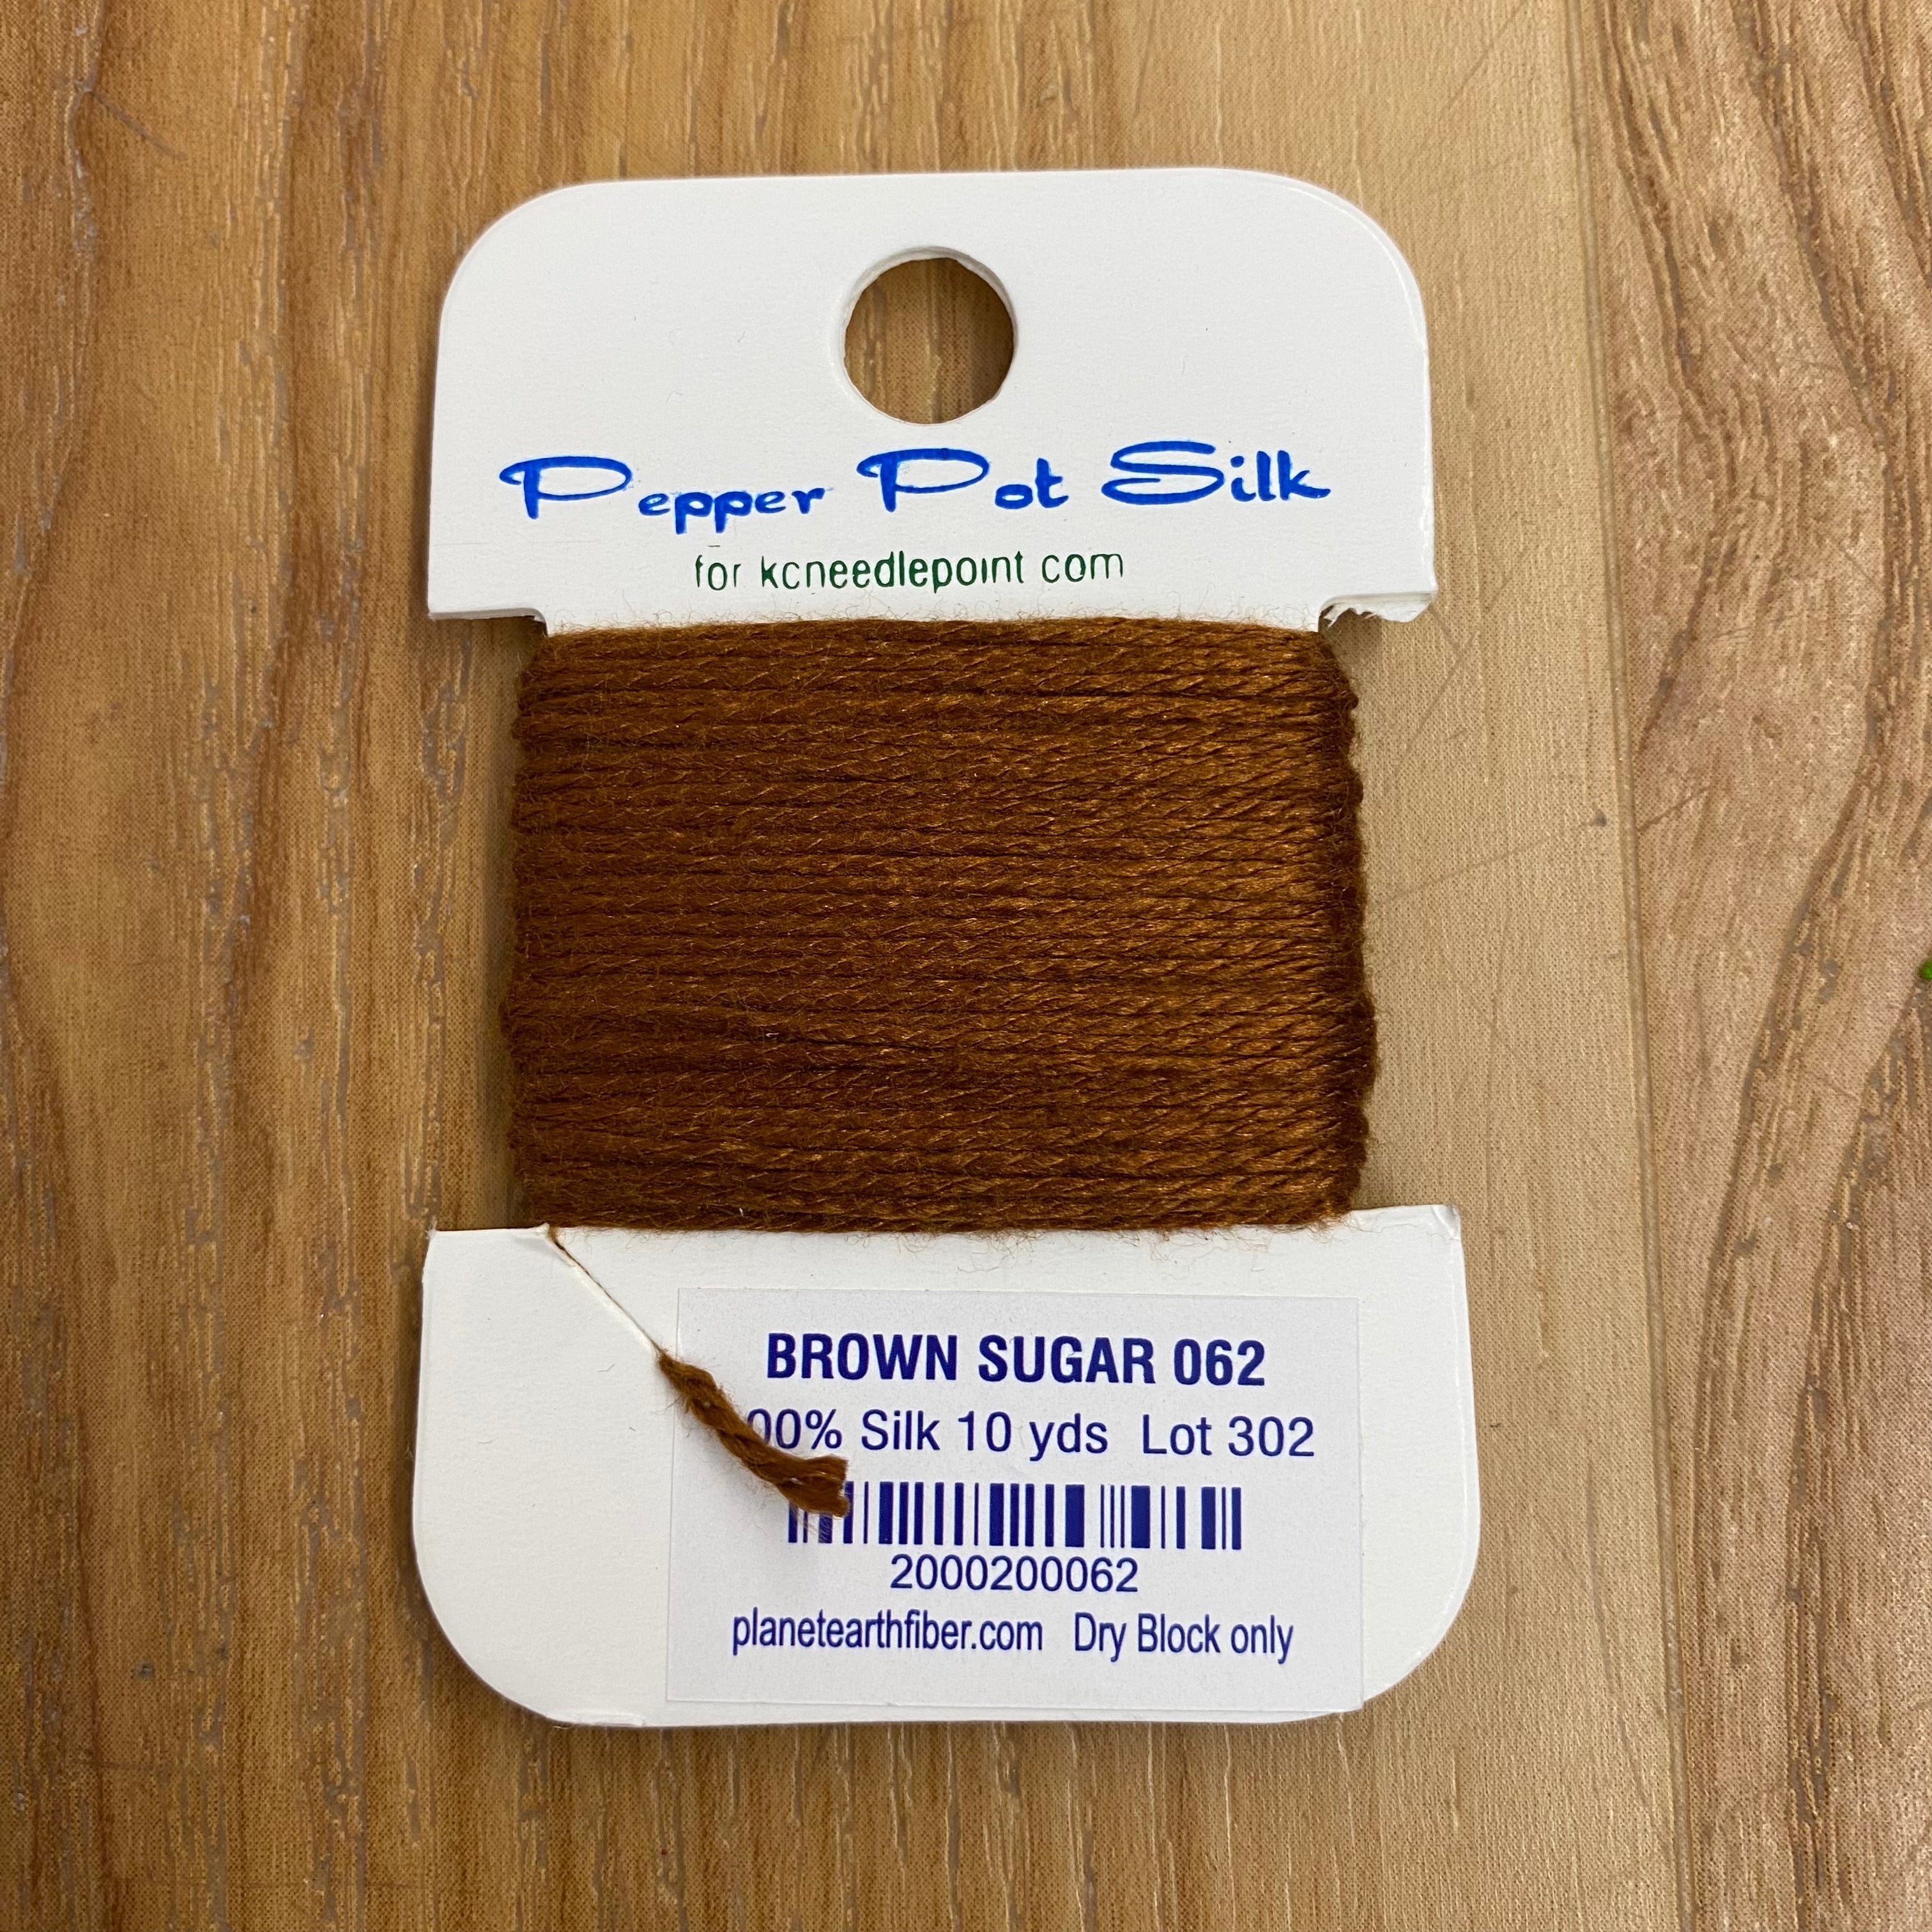 Pepper Pot Silk
for kcneedlepoint com
BROWN SUGAR 062
00% Silk 10 yds Lot 302
2000200062
planetearthfiber.com Dry Block only